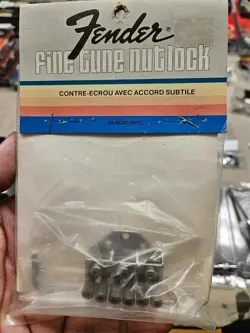 Fender
fine tune nutlock
CONTRE-ECROU AVEC ACCORD SUBTILE